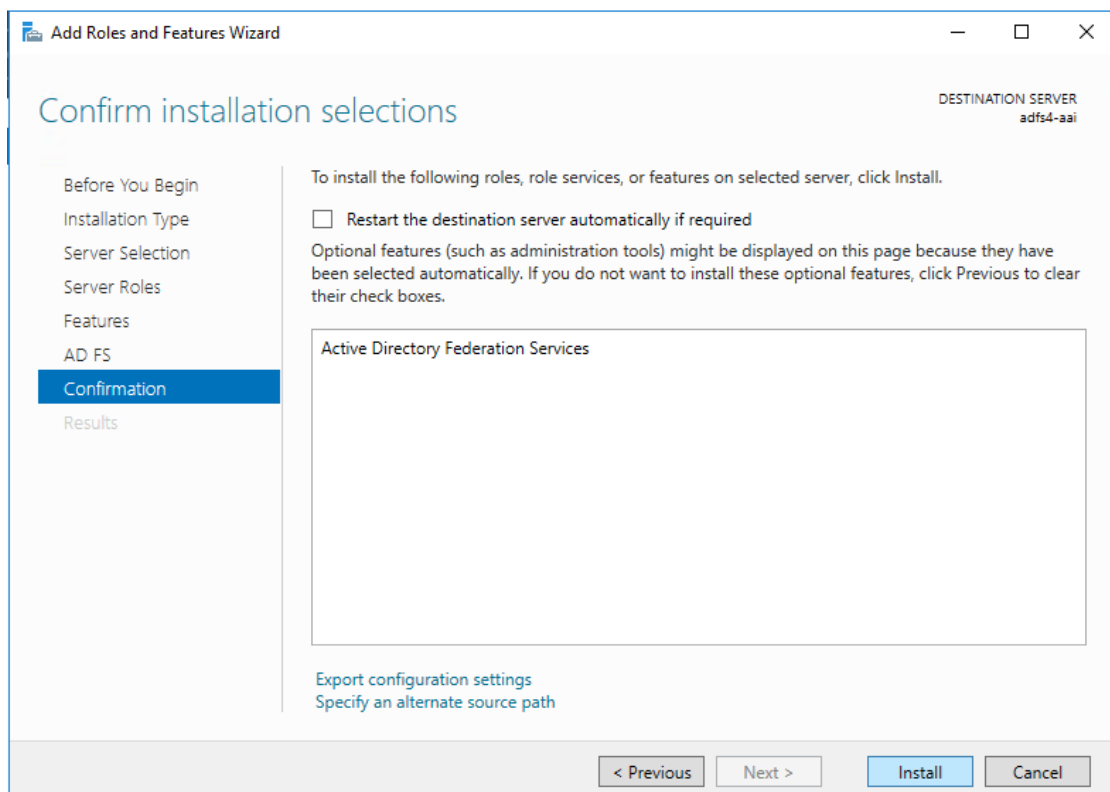 Add Roles and Features Wizard
Confirm installation selections
DESTINATION SERVER
adfs4-aai
Before You Begin
Installation Type
Server Selection
Server Roles
Features
AD FS
Confirmation
Results
To install the following roles, role services, or features on selected server, click Install.
Restart the destination server automatically if required
Optional features (such as administration tools) might be displayed on this page because they have
been selected automatically. If you do not want to install these optional features, click Previous to clear
their check boxes.
Active Directory Federation Services
Export configuration settings
Specify an alternate source path
< Previous
Next >
Install
Cancel